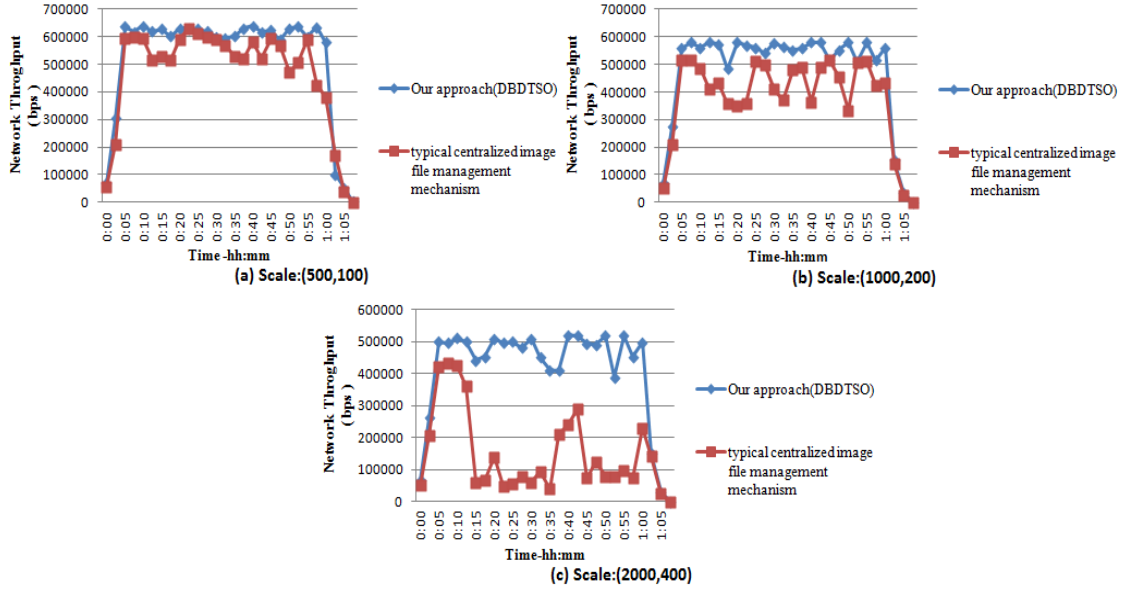 700000
600000
500000
400000
300000
200000
100000
0
Network Throghput
( bps )
0:00
0:05
0:10
0:15
0:20
0:25
0:30
0:35
0:40
0:45
0:50
0:55
1:00
1:05
Time-hh:mm
Our approach(DBDTSO)
typical centralized image
file management
mechanism
(a) Scale:(500,100)
700000
600000
500000
400000
300000
200000
100000
0
Network Throghput
( bps )
0:00
0:05
0:10
0:15
0:20
0:25
0:30
0:35
0:40
0:45
0:50
0:55
1:00
1:05
Time-hh:mm
Our approach(DBDTSO)
typical centralized image
file management
mechanism
(b) Scale:(1000,200)
600000
500000
400000
300000
200000
100000
0
Network Throghput
( bps )
0:00
0:05
0:10
0:15
0:20
0:25
0:30
0:35
0:40
0:45
0:50
0:55
1:00
1:05
Time-hh:mm
Our approach(DBDTSO)
typical centralized image
file management
mechanism
(c) Scale:(2000,400)